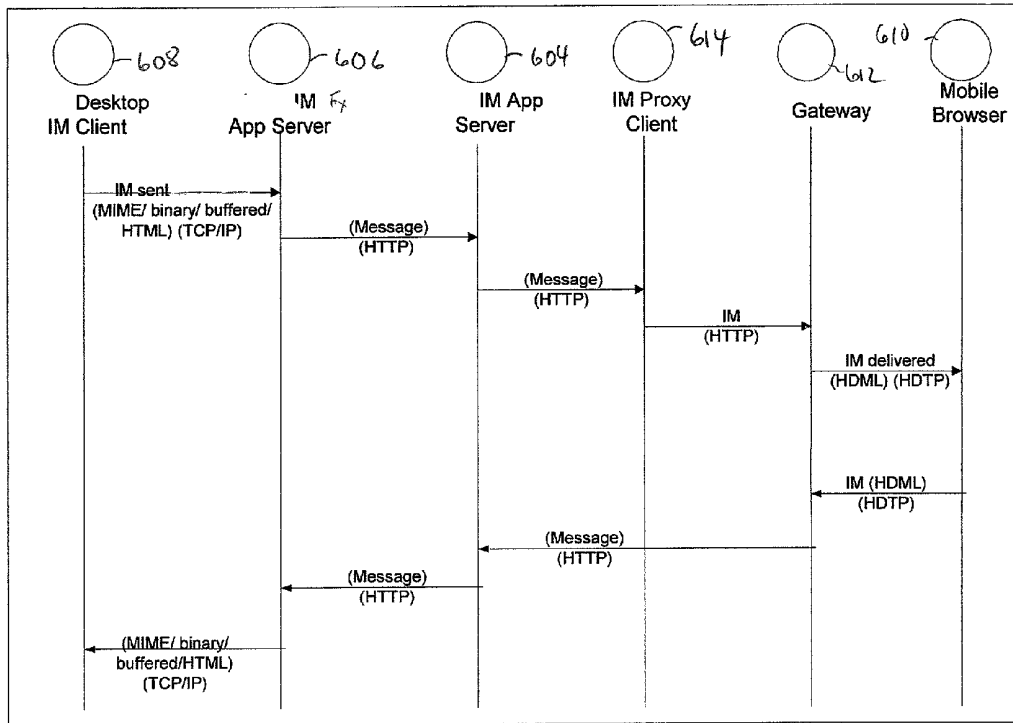 608
606
604
614
612
610
Desktop
IM Client
IM Fx
App Server
IM App
Server
IM Proxy
Client
Gateway
Mobile
Browser
IM sent
(MIME/ binary/ buffered/
HTML) (TCP/IP)
(Message)
(HTTP)
(Message)
(HTTP)
IM
(HTTP)
IM delivered
(HDML) (HDTP)
IM (HDML)
(HDTP)
(Message)
(HTTP)
(Message)
(HTTP)
(MIME/ binary/
buffered/HTML)
(TCP/IP)